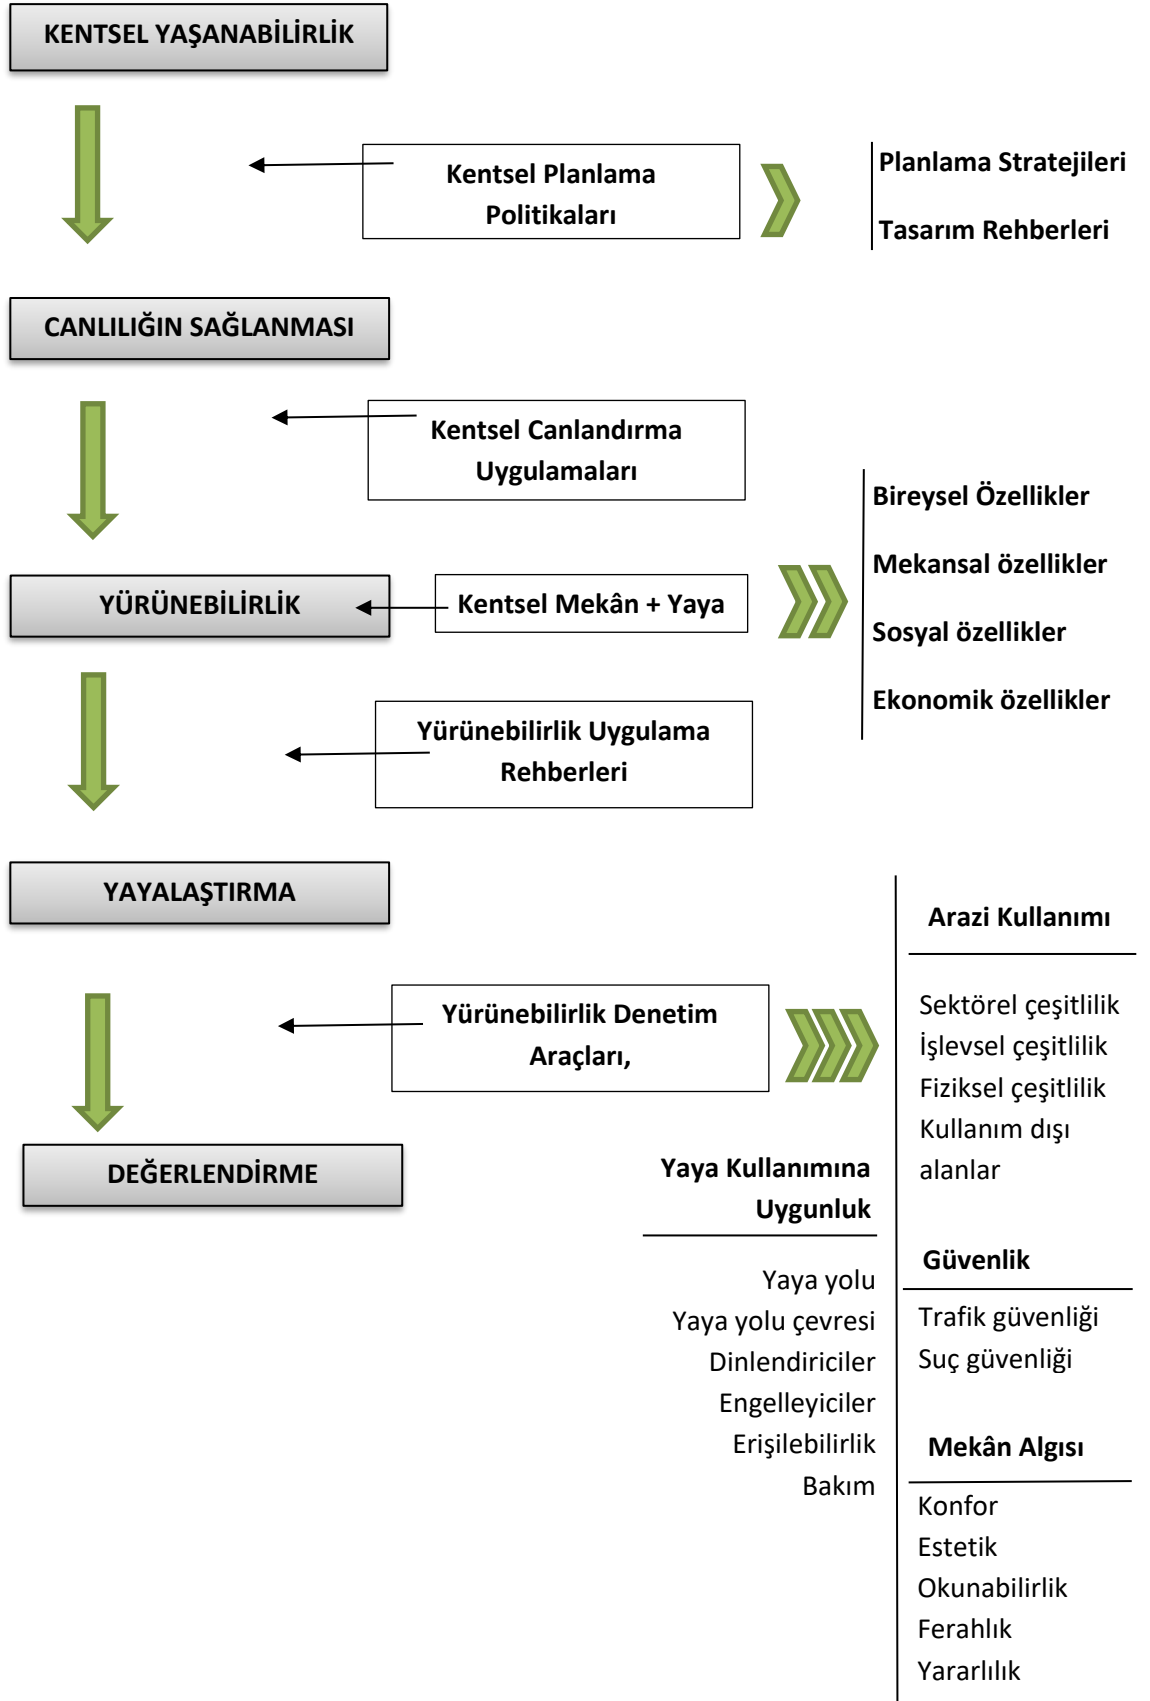 KENTSEL YAŞANABİLİRLİK
Kentsel Planlama
Politikaları
Planlama Stratejileri
Tasarım Rehberleri
CANLILIĞIN SAĞLANMASI
Kentsel Canlandırma
Uygulamaları
Bireysel Özellikler
Mekansal özellikler
Sosyal özellikler
Ekonomik özellikler
YÜRÜNEBİLİRLİK
Kentsel Mekân + Yaya
Yürünebilirlik Uygulama
Rehberleri
YAYALAŞTIRMA
Yürünebilirlik Denetim
Araçları,
Arazi Kullanımı
Sektörel çeşitlilik
İşlevsel çeşitlilik
Fiziksel çeşitlilik
Kullanım dışı
alanlar
DEĞERLENDİRME
Yaya Kullanımına
Uygunluk
Yaya yolu
Yaya yolu çevresi
Dinlendiriciler
Engelleyiciler
Erişilebilirlik
Bakım
Güvenlik
Trafik güvenliği
Suç güvenliği
Mekân Algısı
Konfor
Estetik
Okunabilirlik
Ferahlık
Yararlılık